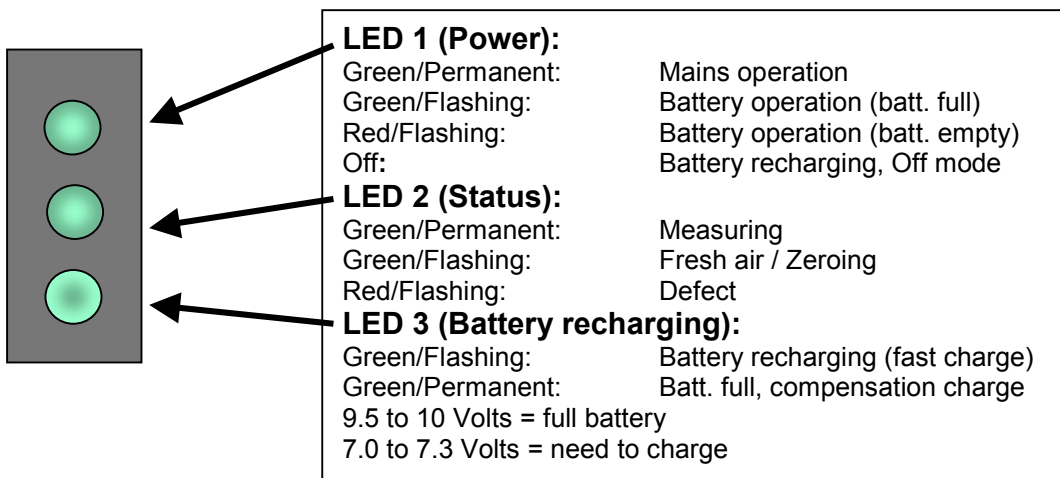 LED 1 (Power):
Green/Permanent: Mains operation
Green/Flashing: Battery operation (batt. full)
Red/Flashing: Battery operation (batt. empty)
Off: Battery recharging, Off mode
LED 2 (Status):
Green/Permanent: Measuring
Green/Flashing: Fresh air / Zeroing
Red/Flashing: Defect
LED 3 (Battery recharging):
Green/Flashing: Battery recharging (fast charge)
Green/Permanent: Batt. full, compensation charge
9.5 to 10 Volts = full battery
7.0 to 7.3 Volts = need to charge